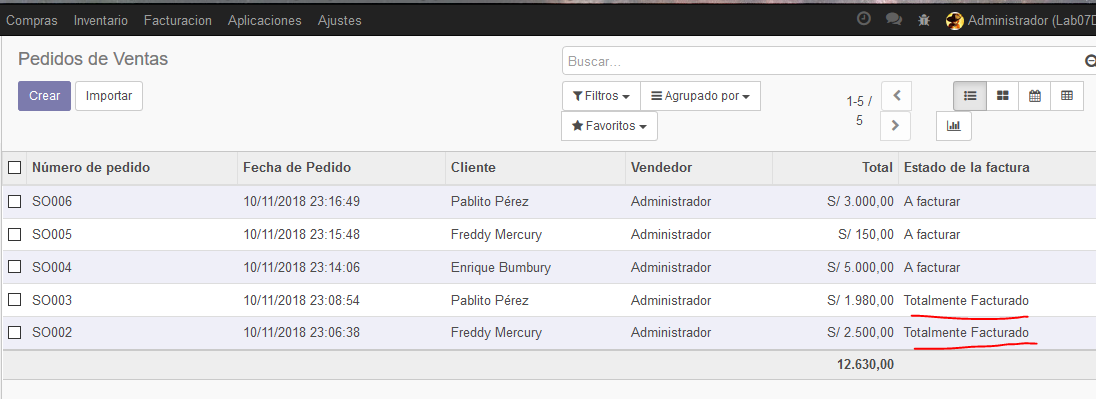 Compras Inventario Facturacion Aplicaciones Ajustes Administrador (Lab07D
Pedidos de Ventas
Buscar...
Crear Importar
Filtros Agrupado por
1-5 / 5
Favoritos
Número de pedido Fecha de Pedido Cliente Vendedor Total Estado de la factura
SO006 10/11/2018 23:16:49 Pablito Pérez Administrador S/ 3.000,00 A facturar
SO005 10/11/2018 23:15:48 Freddy Mercury Administrador S/ 150,00 A facturar
SO004 10/11/2018 23:14:06 Enrique Bumbury Administrador S/ 5.000,00 A facturar
SO003 10/11/2018 23:08:54 Pablito Pérez Administrador S/ 1.980,00 Totalmente Facturado
SO002 10/11/2018 23:06:38 Freddy Mercury Administrador S/ 2.500,00 Totalmente Facturado
12.630,00